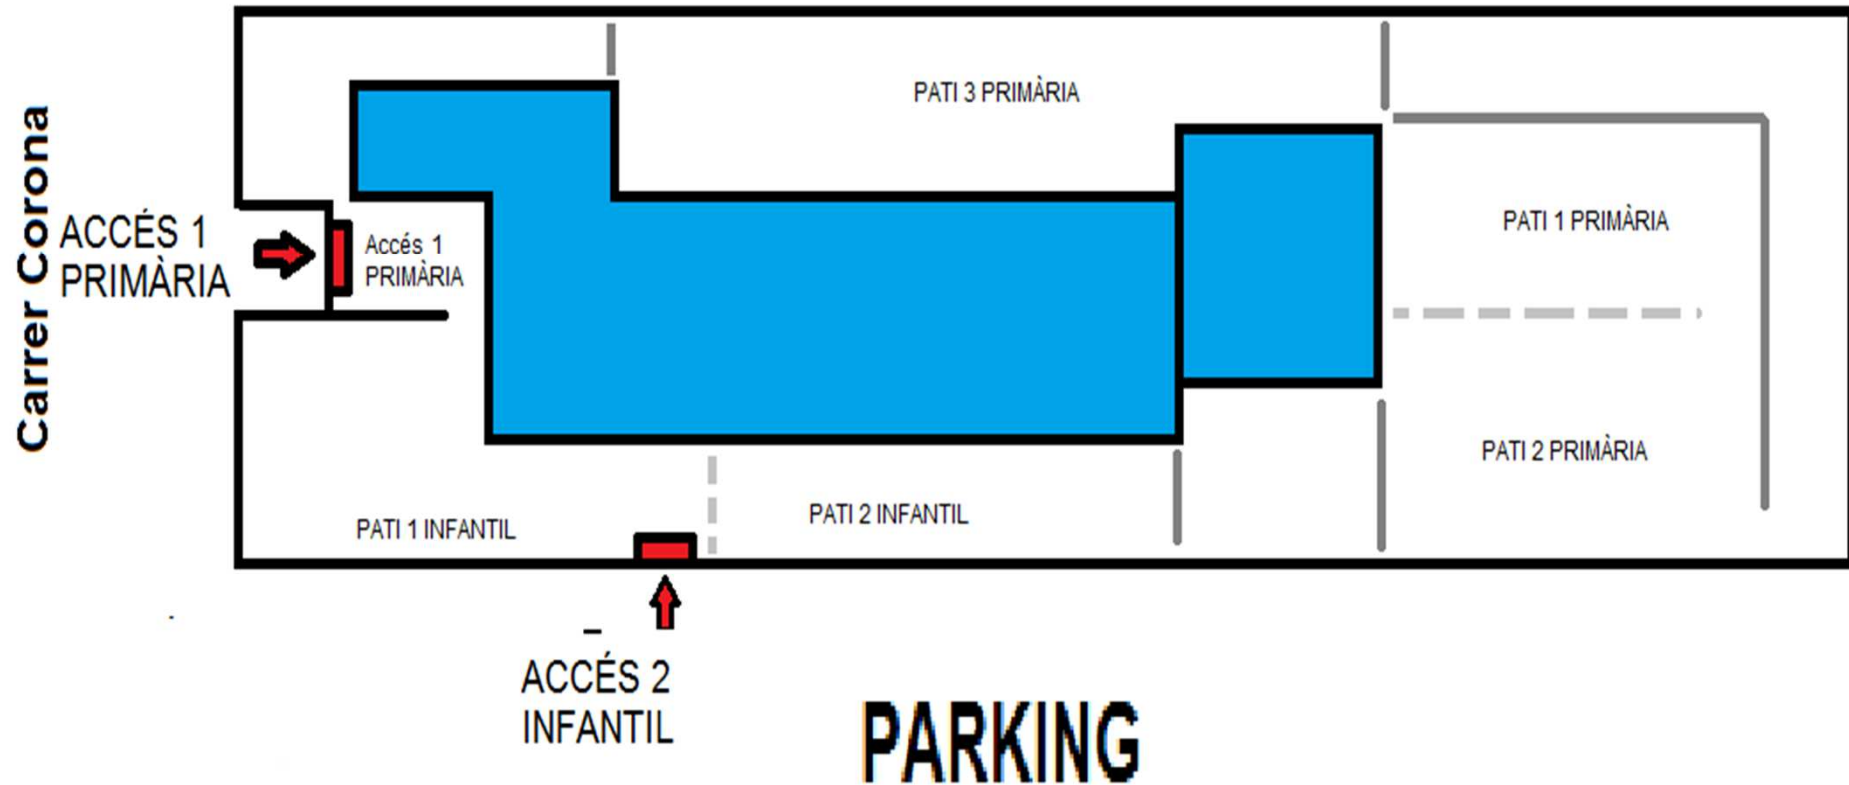 PATI 3 PRIMÀRIA
Carrer Corona
ACCÉS 1
PRIMÀRIA
Accés 1
PRIMÀRIA
PATI 1 PRIMÀRIA
PATI 2 PRIMÀRIA
PATI 1 INFANTIL
PATI 2 INFANTIL
ACCÉS 2
INFANTIL
PARKING